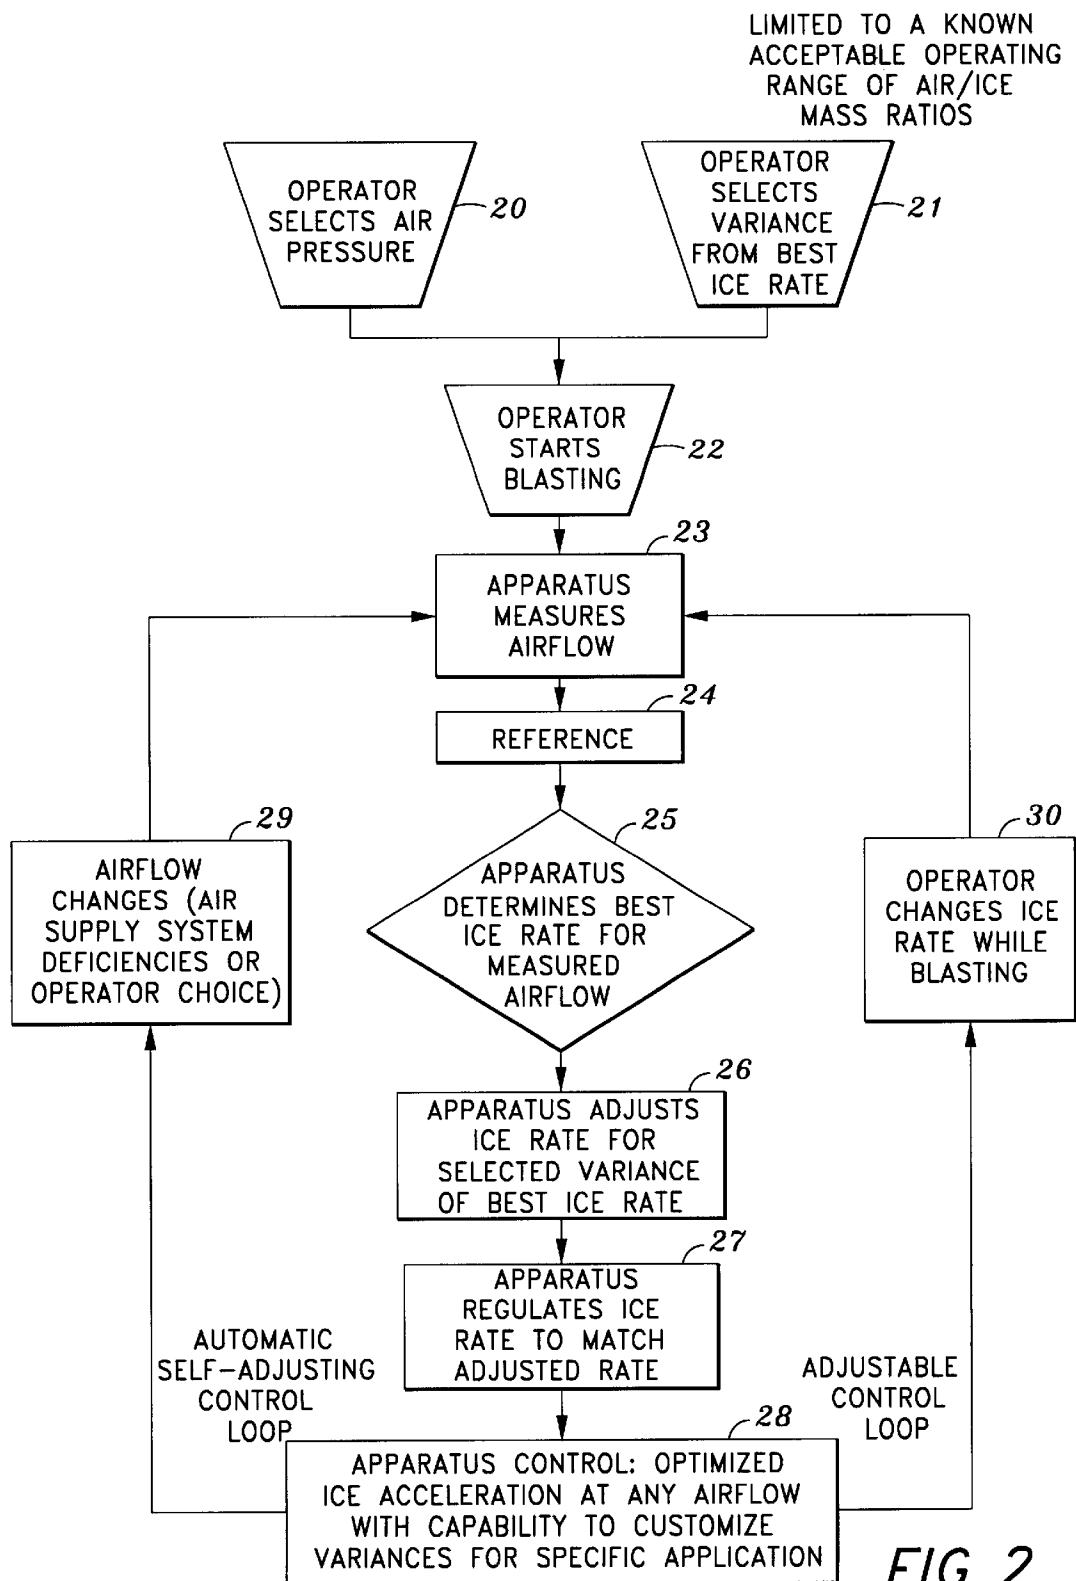 LIMITED TO A KNOWN
ACCEPTABLE OPERATING
RANGE OF AIR/ICE
MASS RATIOS
OPERATOR
SELECTS AIR
PRESSURE
20
OPERATOR
SELECTS
VARIANCE
FROM BEST
ICE RATE
21
OPERATOR
STARTS
BLASTING
22
23
APPARATUS
MEASURES
AIRFLOW
24
REFERENCE
25
APPARATUS
DETERMINES BEST
ICE RATE FOR
MEASURED
AIRFLOW
29
AIRFLOW
CHANGES (AIR
SUPPLY SYSTEM
DEFICIENCIES OR
OPERATOR CHOICE)
30
OPERATOR
CHANGES ICE
RATE WHILE
BLASTING
26
APPARATUS ADJUSTS
ICE RATE FOR
SELECTED VARIANCE
OF BEST ICE RATE
27
APPARATUS
REGULATES ICE
RATE TO MATCH
ADJUSTED RATE
AUTOMATIC
SELF-ADJUSTING
CONTROL
LOOP
ADJUSTABLE
CONTROL
LOOP
28
APPARATUS CONTROL: OPTIMIZED
ICE ACCELERATION AT ANY AIRFLOW
WITH CAPABILITY TO CUSTOMIZE
VARIANCES FOR SPECIFIC APPLICATION
FIG 2